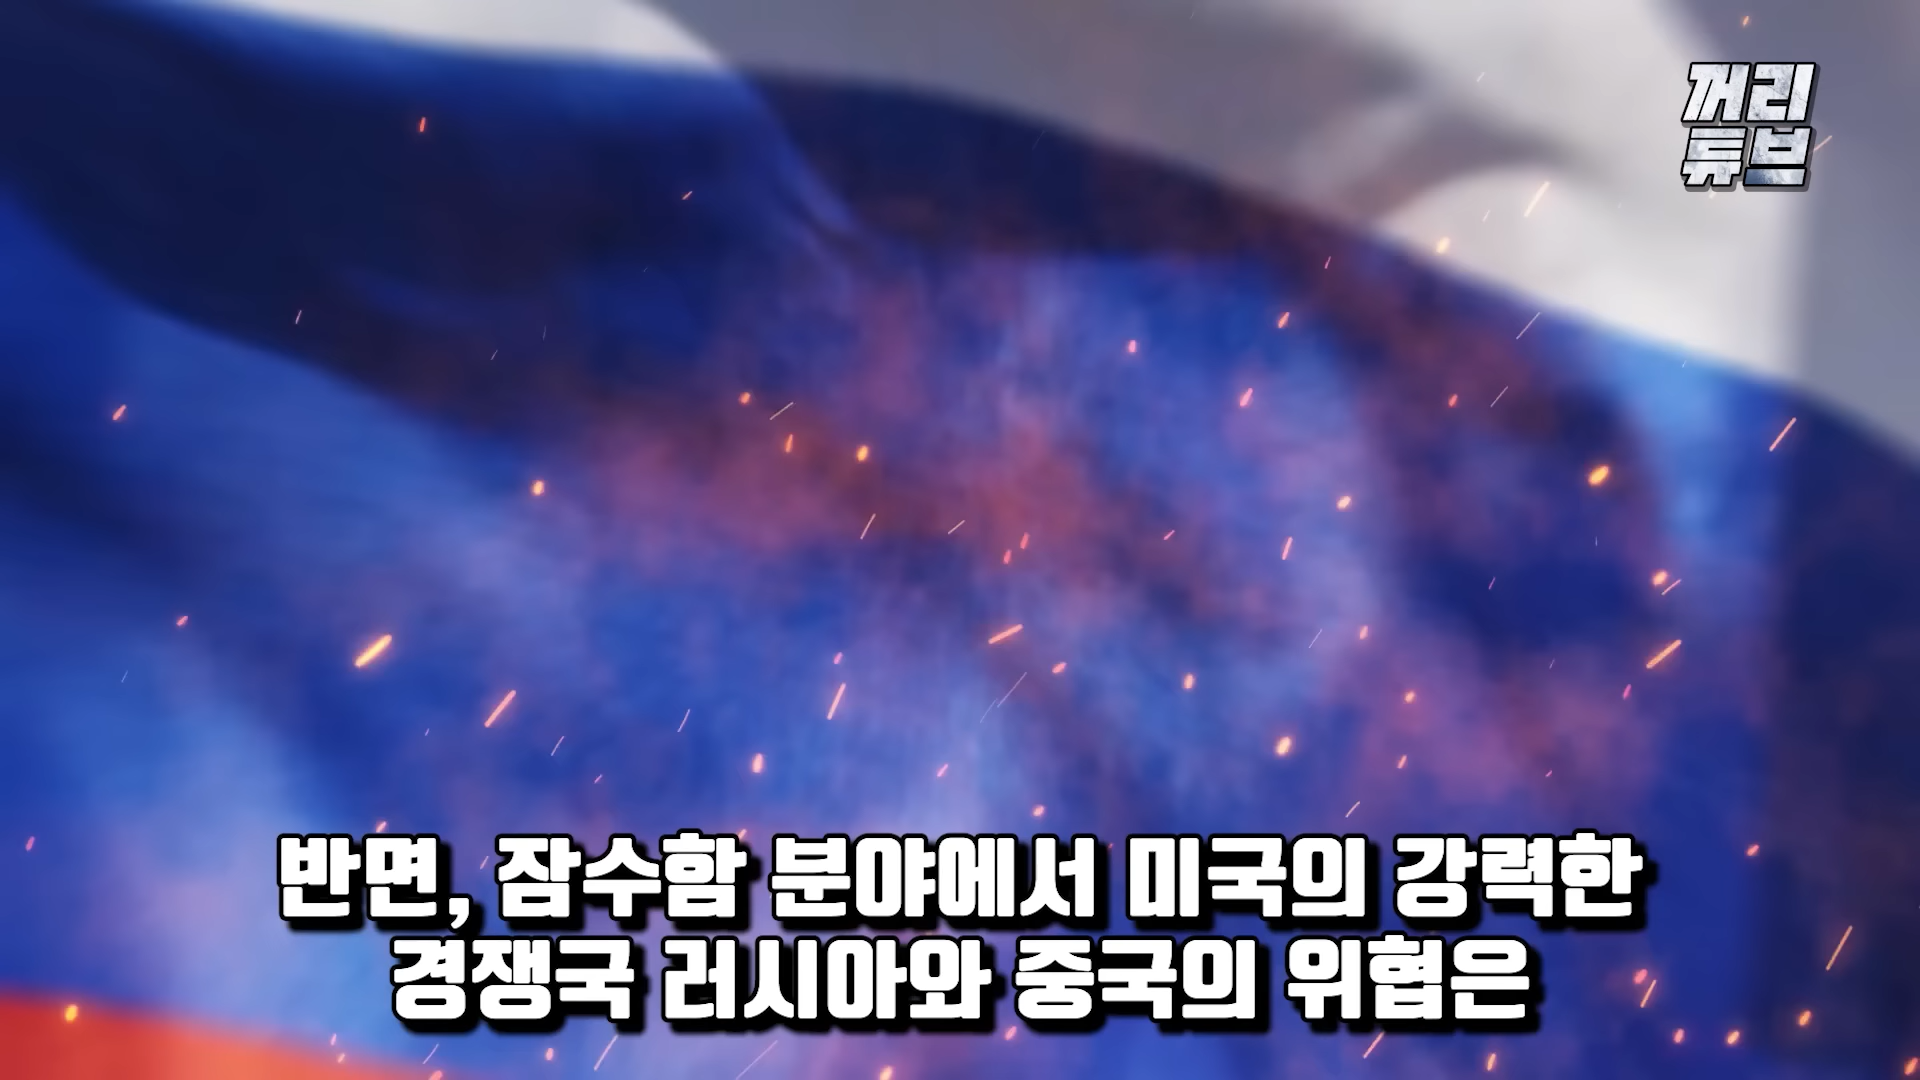 꺼리
튜브
반면, 잠수함 분야에서 미국의 강력한
경쟁국 러시아와 중국의 위협은